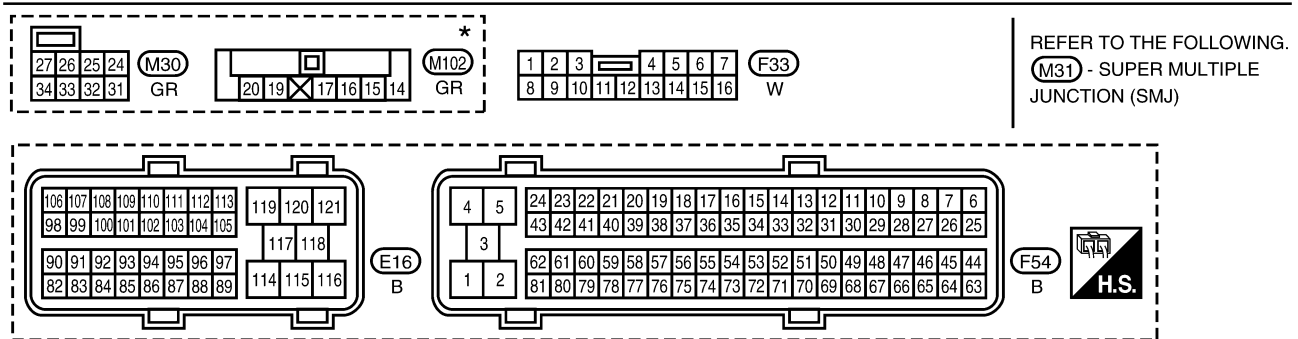 *
27 26 25 24
34 33 32 31
M30
GR
20 19 17 16 15 14
M102
GR
1 2 3 4 5 6 7
8 9 10 11 12 13 14 15 16
F33
W
REFER TO THE FOLLOWING.
M31 - SUPER MULTIPLE
JUNCTION (SMJ)
106 107 108 109 110 111 112 113
98 99 100 101 102 103 104 105
90 91 92 93 94 95 96 97
82 83 84 85 86 87 88 89
119 120 121
117 118
114 115 116
E16
B
4 5
3
1 2
24 23 22 21 20 19 18 17 16 15 14 13 12 11 10 9 8 7 6
43 42 41 40 39 38 37 36 35 34 33 32 31 30 29 28 27 26 25
62 61 60 59 58 57 56 55 54 53 52 51 50 49 48 47 46 45 44
81 80 79 78 77 76 75 74 73 72 71 70 69 68 67 66 65 64 63
F54
B
H.S.